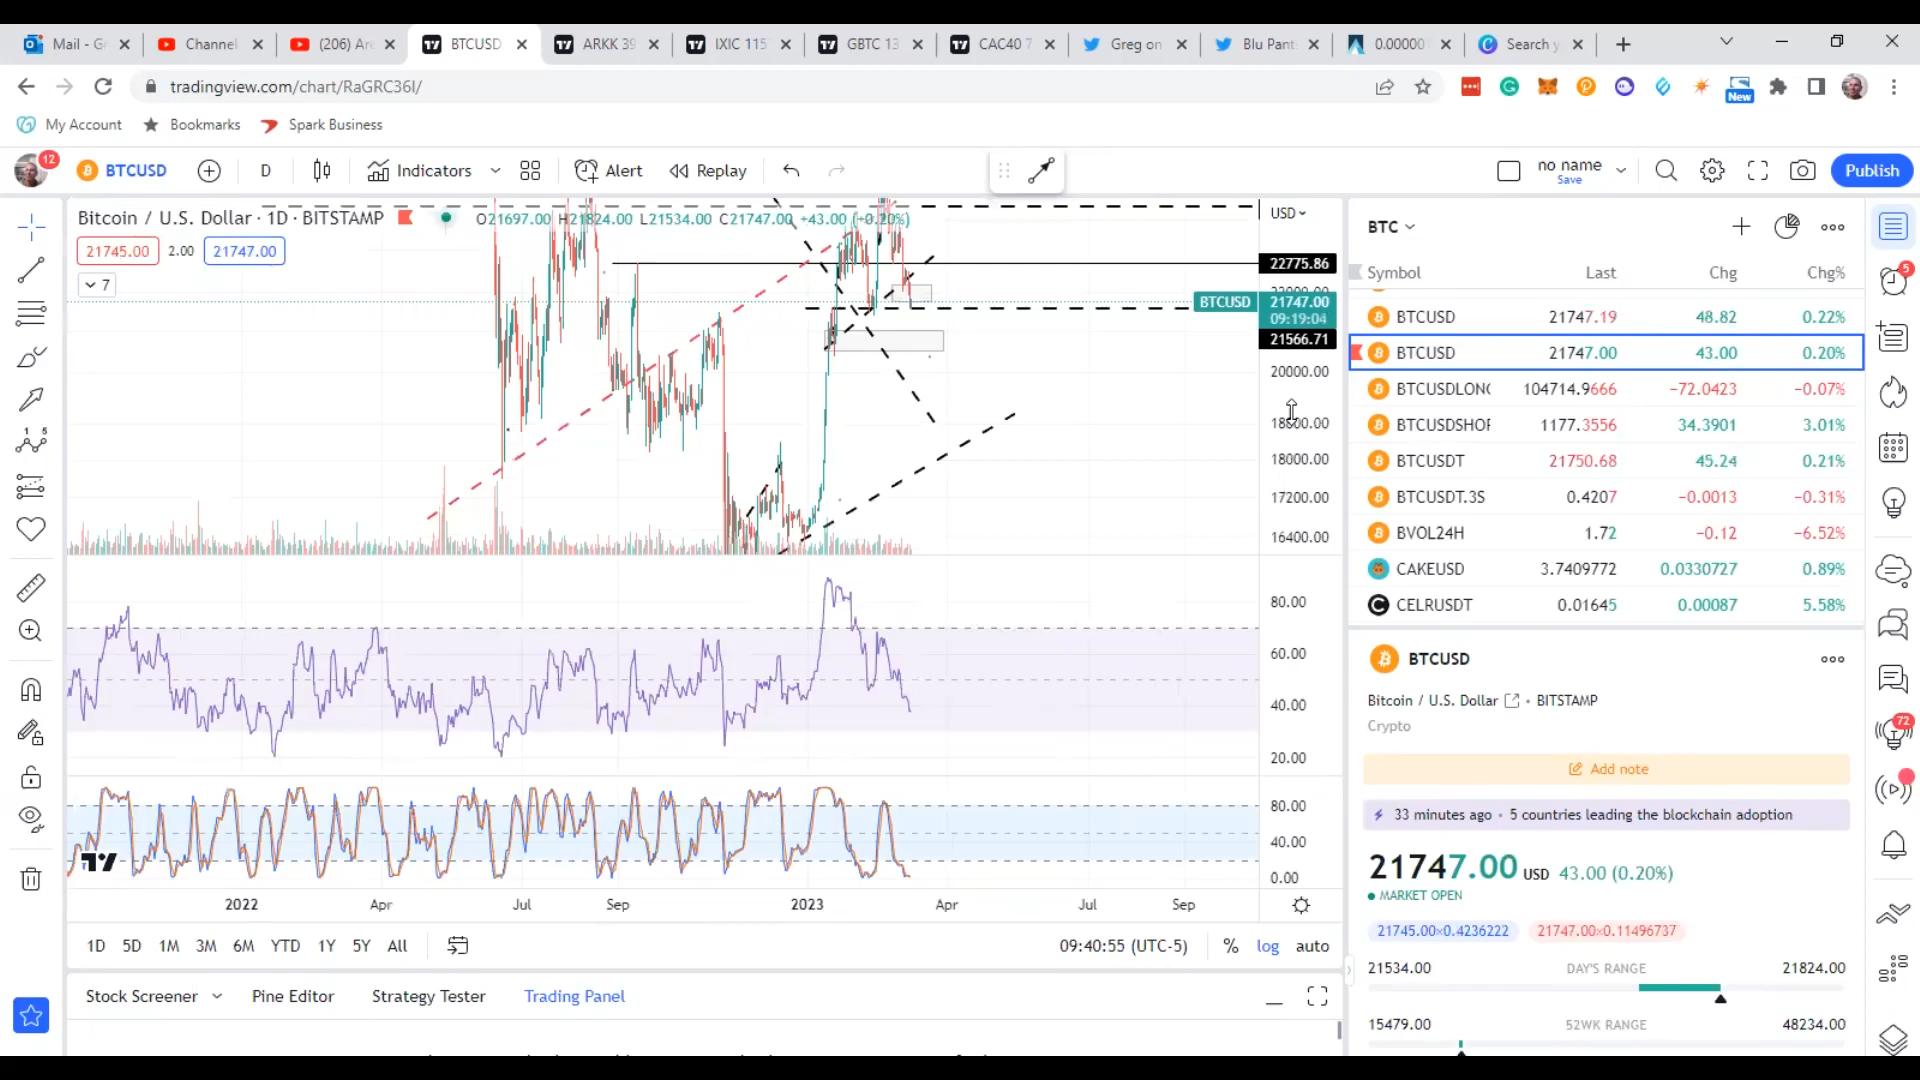 Mail - G
Channel
(206) Ar
BTCUSD
ARKK 39
IXIC 115
GBTC 13
CAC40 7
Greg on
Blu Pant
0.00000
Search y
tradingview.com/chart/RaGRC36I/
New
My Account
Bookmarks
Spark Business
12
BTCUSD
D
Indicators
Alert
Replay
no name
Save
Publish
Bitcoin / U.S. Dollar · 1D · BITSTAMP
O21697.00 H21824.00 L21534.00 C21747.00 +43.00 (+0.20%)
USD
21745.00 2.00 21747.00
7
22775.86
BTCUSD
21747.00
09:19:04
21566.71
20000.00
18800.00
18000.00
17200.00
16400.00
80.00
60.00
40.00
20.00
80.00
40.00
0.00
2022 Apr Jul Sep 2023 Apr Jul Sep
1D 5D 1M 3M 6M YTD 1Y 5Y All
09:40:55 (UTC-5) % log auto
Stock Screener Pine Editor Strategy Tester Trading Panel
BTC
Symbol Last Chg Chg%
BTCUSD 21747.19 48.82 0.22%
BTCUSD 21747.00 43.00 0.20%
BTCUSDLON 104714.9666 −72.0423 −0.07%
BTCUSDSHOR 1177.3556 34.3901 3.01%
BTCUSDT 21750.68 45.24 0.21%
BTCUSDT.3S 0.4207 −0.0013 −0.31%
BVOL24H 1.72 −0.12 −6.52%
CAKEUSD 3.7409772 0.0330727 0.89%
CELRUSDT 0.01645 0.00087 5.58%
BTCUSD
Bitcoin / U.S. Dollar • BITSTAMP
Crypto
Add note
33 minutes ago • 5 countries leading the blockchain adoption
21747.00 USD 43.00 (0.20%)
MARKET OPEN
21745.00×0.4236222 21747.00×0.11496737
21534.00 DAY'S RANGE 21824.00
15479.00 52WK RANGE 48234.00
5
72